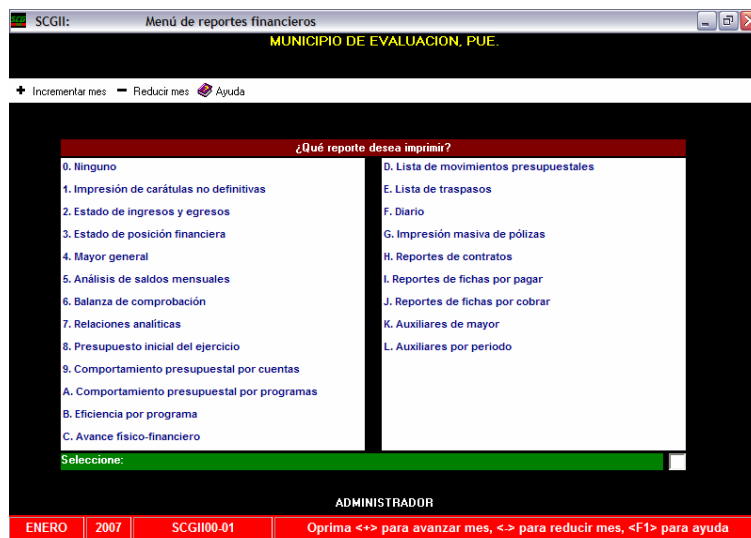 SCG SCGII: Menú de reportes financieros
MUNICIPIO DE EVALUACION, PUE.
+ Incrementar mes - Reducir mes Ayuda
¿Qué reporte desea imprimir?
0. Ninguno
1. Impresión de carátulas no definitivas
2. Estado de ingresos y egresos
3. Estado de posición financiera
4. Mayor general
5. Análisis de saldos mensuales
6. Balanza de comprobación
7. Relaciones analíticas
8. Presupuesto inicial del ejercicio
9. Comportamiento presupuestal por cuentas
A. Comportamiento presupuestal por programas
B. Eficiencia por programa
C. Avance físico-financiero
D. Lista de movimientos presupuestales
E. Lista de traspasos
F. Diario
G. Impresión masiva de pólizas
H. Reportes de contratos
I. Reportes de fichas por pagar
J. Reportes de fichas por cobrar
K. Auxiliares de mayor
L. Auxiliares por periodo
Seleccione:
ADMINISTRADOR
ENERO 2007 SCGII00-01 Oprima <+> para avanzar mes, <-> para reducir mes, <F1> para ayuda